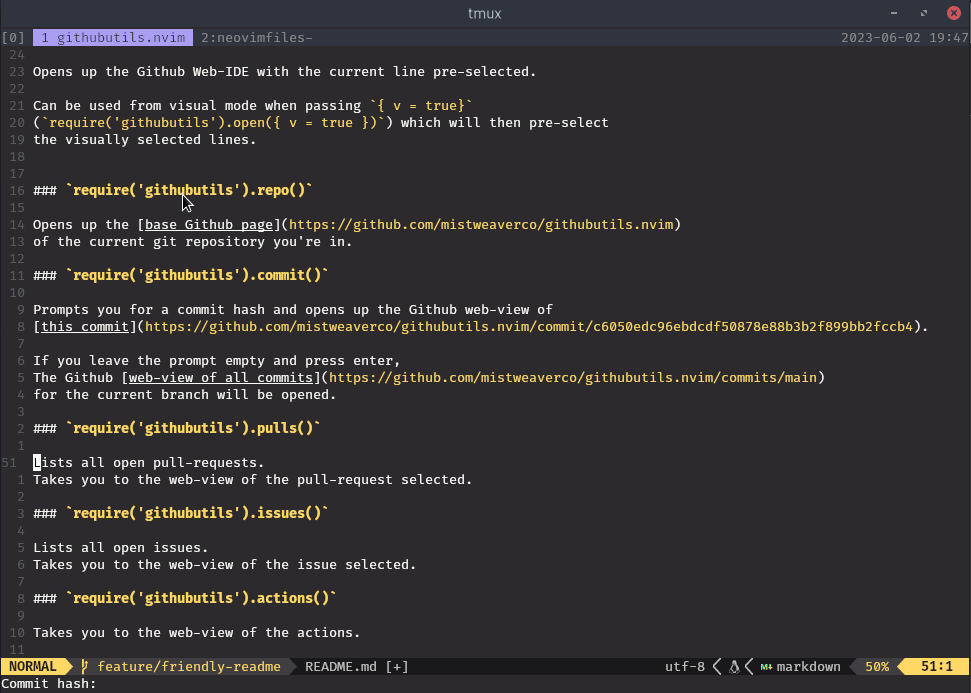 tmux
[0] 1 githubutils.nvim 2:neovimfiles- 2023-06-02 19:47
24
23 Opens up the Github Web-IDE with the current line pre-selected.
22
21 Can be used from visual mode when passing `{ v = true}`
20 (`require('githubutils').open({ v = true })`) which will then pre-select
19 the visually selected lines.
18
17
16 ### `require('githubutils').repo()`
15
14 Opens up the [base Github page](https://github.com/mistweaverco/githubutils.nvim)
13 of the current git repository you're in.
12
11 ### `require('githubutils').commit()`
10
9 Prompts you for a commit hash and opens up the Github web-view of
8 [this commit](https://github.com/mistweaverco/githubutils.nvim/commit/c6050edc96ebdcdf50878e88b3b2f899bb2fccb4).
7
6 If you leave the prompt empty and press enter,
5 The Github [web-view of all commits](https://github.com/mistweaverco/githubutils.nvim/commits/main)
4 for the current branch will be opened.
3
2 ### `require('githubutils').pulls()`
1
51 Lists all open pull-requests.
1 Takes you to the web-view of the pull-request selected.
2
3 ### `require('githubutils').issues()`
4
5 Lists all open issues.
6 Takes you to the web-view of the issue selected.
7
8 ### `require('githubutils').actions()`
9
10 Takes you to the web-view of the actions.
11
NORMAL feature/friendly-readme README.md [+] utf-8 M↓ markdown 50% 51:1
Commit hash: